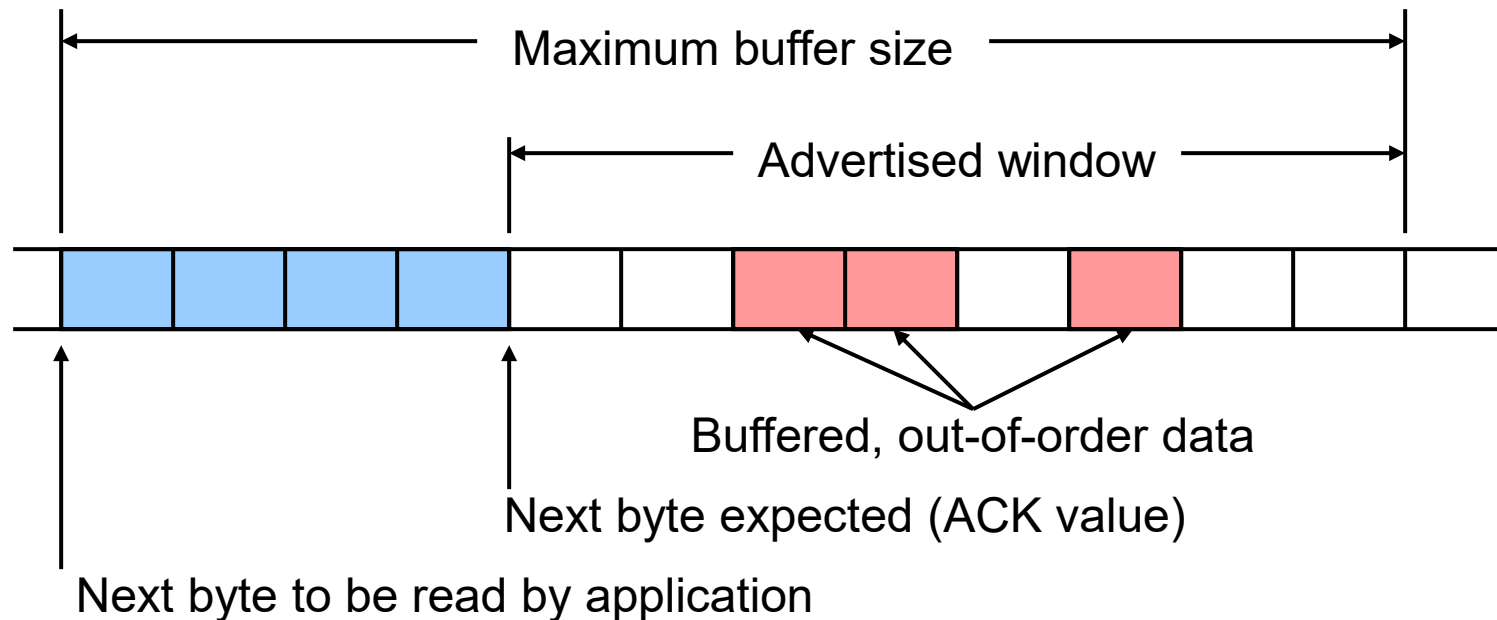 Maximum buffer size
Advertised window
Buffered, out-of-order data
Next byte expected (ACK value)
Next byte to be read by application